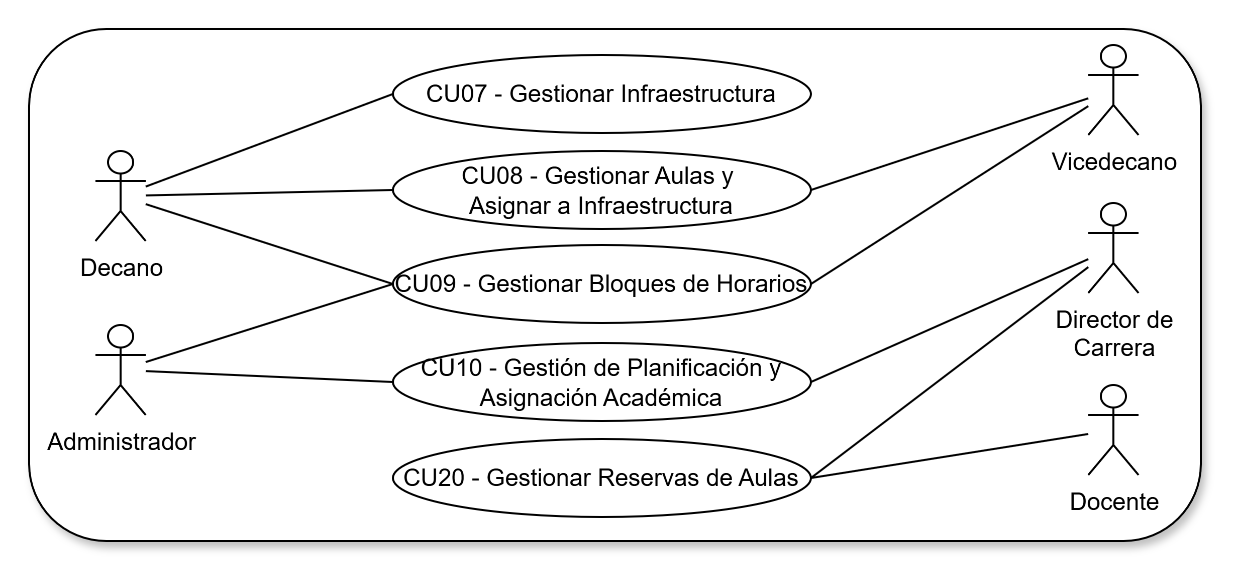 CU07 - Gestionar Infraestructura
CU08 - Gestionar Aulas y
Asignar a Infraestructura
CU09 - Gestionar Bloques de Horarios
CU10 - Gestión de Planificación y
Asignación Académica
CU20 - Gestionar Reservas de Aulas
Decano
Administrador
Vicedecano
Director de
Carrera
Docente